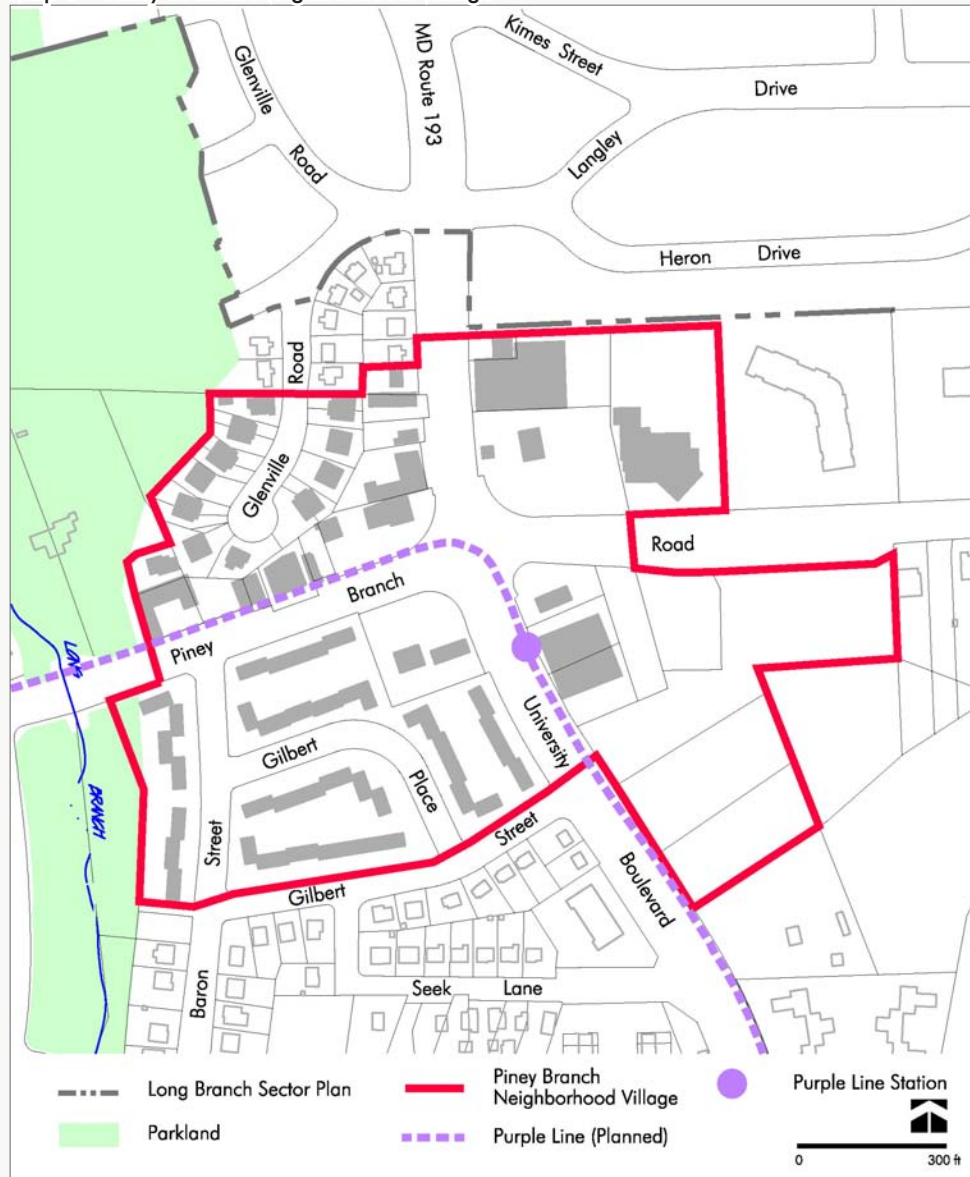 Glenville
Road
MD Route 193
Kimes Street
Drive
Langley
Heron Drive
Road
Glenville
Road
Piney Branch
LONG
BRANCH
University
Boulevard
Gilbert
Place
Street
Gilbert
Street
Baron
Seek Lane
Long Branch Sector Plan
Parkland
Piney Branch
Neighborhood Village
Purple Line (Planned)
Purple Line Station
0 300 ft